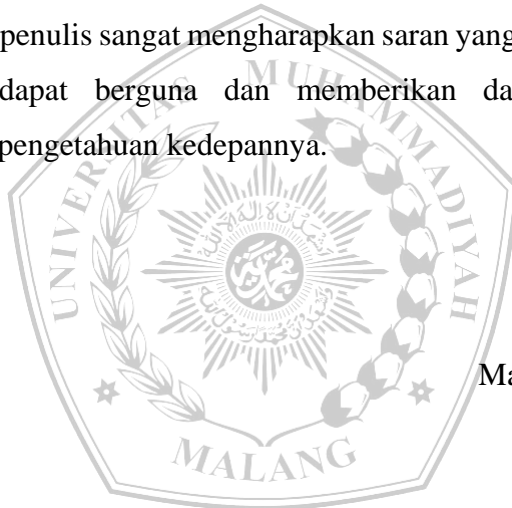 penulis sangat mengharapkan saran yang
dapat berguna dan memberikan da
pengetahuan kedepannya.
UNIVERSITAS MUHAMMADIYAH
MALANG
Ma